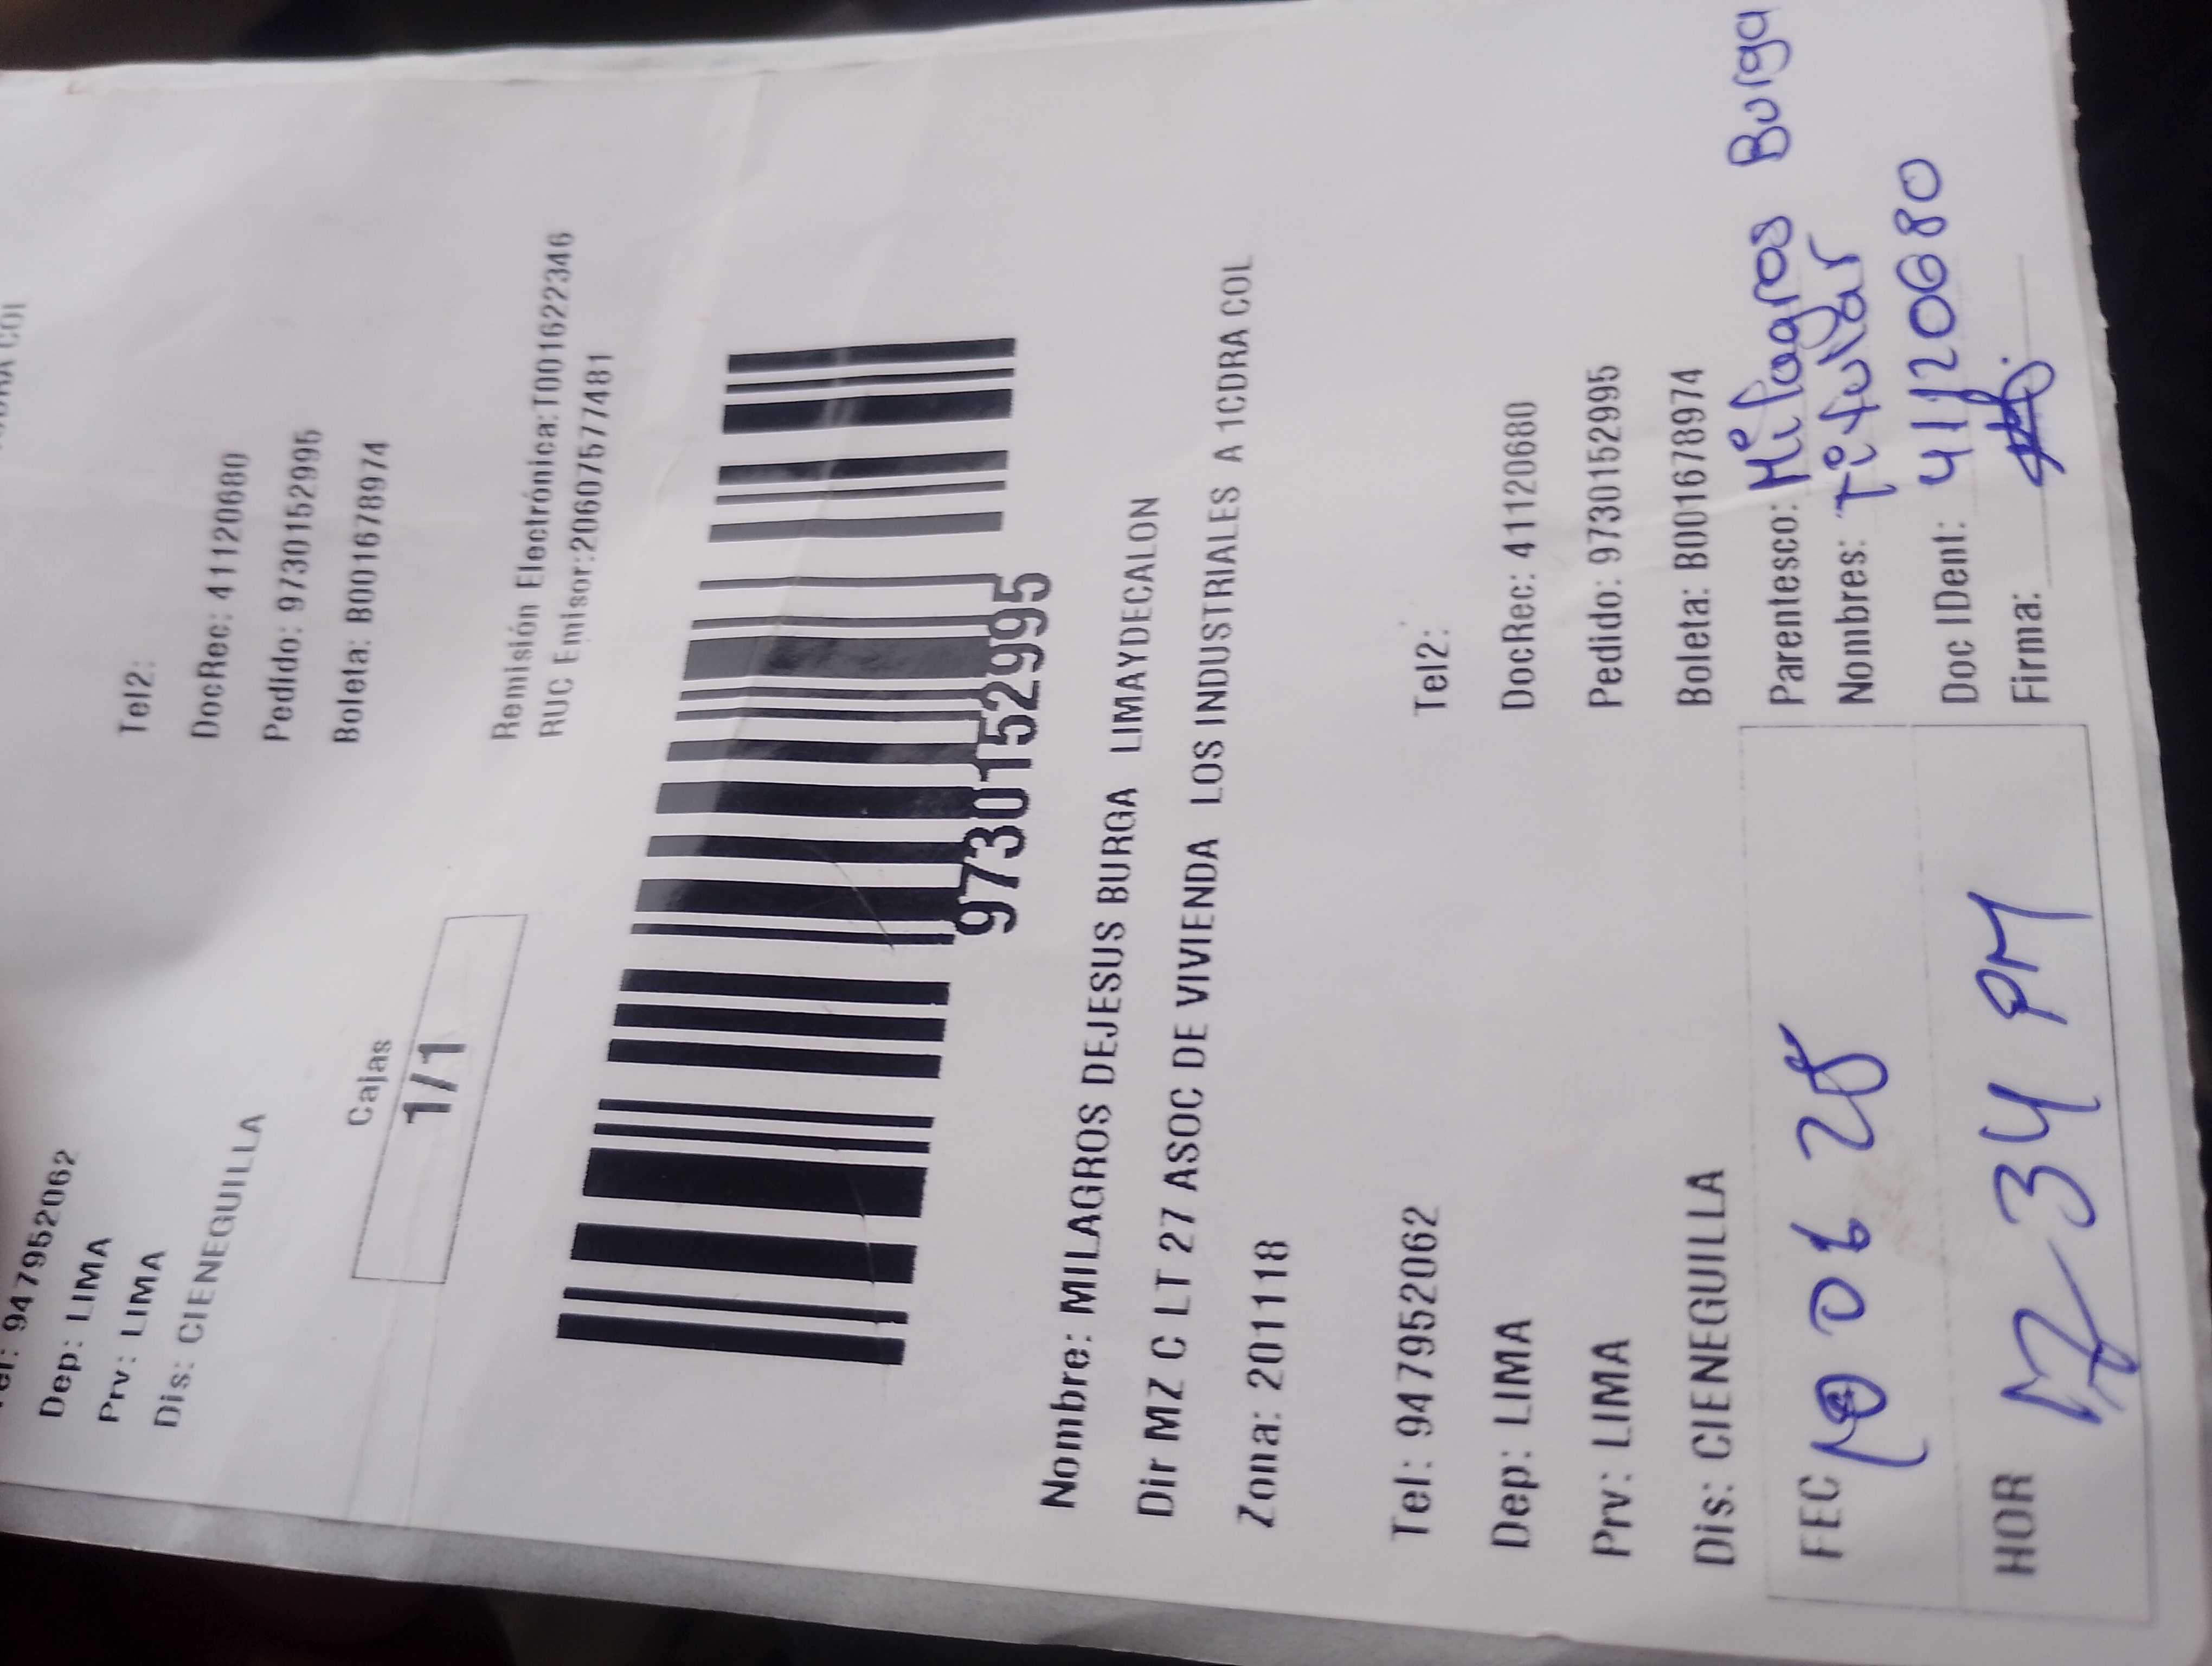 Tel: 947952062
Dep: LIMA
Prv: LIMA
Dis: CIENEGUILLA
Tel2:
DocRec: 41120680
Pedido: 9730152995
Boleta: B001678974
Cajas
1/1
Remisión Electrónica:T001622346
RUC Emisor:20607577481
9730152995
Nombre: MILAGROS DEJESUS BURGA LIMAYDECALON
Dir MZ C LT 27 ASOC DE VIVIENDA LOS INDUSTRIALES A 1CDRA COL
Zona: 201118
Tel: 947952062
Tel2:
Dep: LIMA
DocRec: 41120680
Prv: LIMA
Pedido: 9730152995
Dis: CIENEGUILLA
Boleta: B001678974
FEC 06 25
HOR 34 PM
Parentesco: Milagros Burga
Nombres: Titular
Doc IDent: 41120680
Firma: